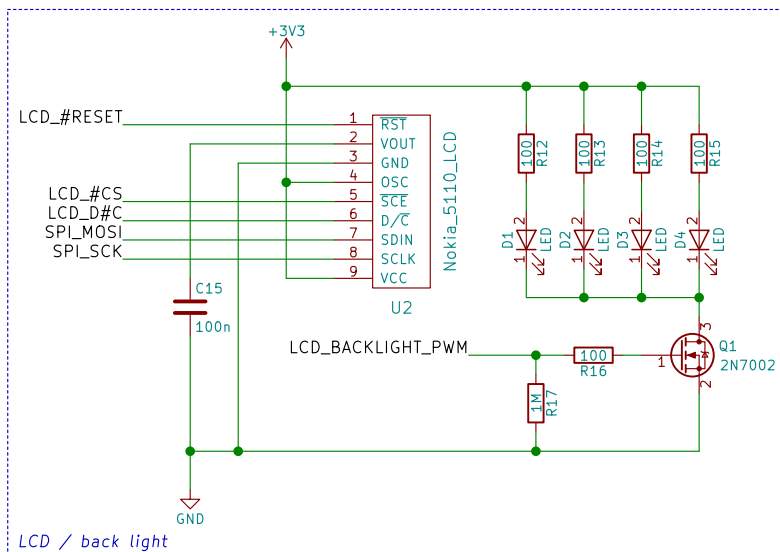 +3V3
LCD_#RESET
1 RST
2 VOUT
3 GND
4 OSC
LCD_#CS 5 SCE
LCD_D#C 6 D/C
SPI_MOSI 7 SDIN
SPI_SCK 8 SCLK
9 VCC
Nokia_5110_LCD
U2
100 R12
100 R13
100 R14
100 R15
D1 2 1 LED
D2 2 1 LED
D3 2 1 LED
D4 2 1 LED
C15
100n
LCD_BACKLIGHT_PWM
100
R16
1M R17
3
1
2
Q1
2N7002
GND
LCD / back light